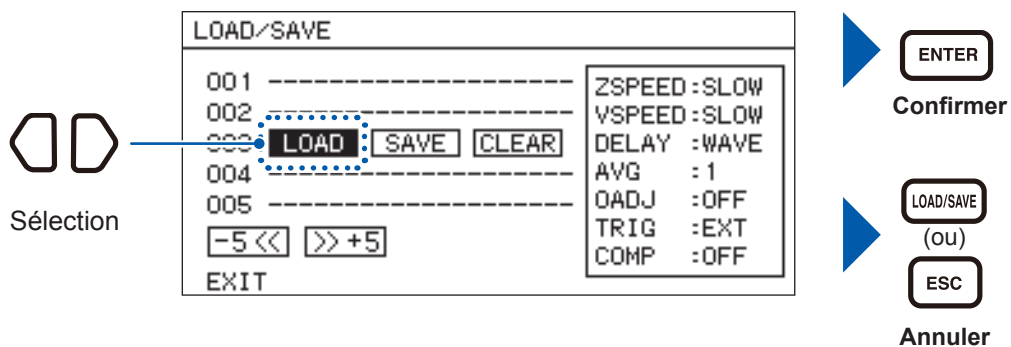 LOAD/SAVE
001 ----------------------
002 ----------------------
003 LOAD SAVE CLEAR
004 ----------------------
005 ----------------------
-5 << >> +5
EXIT
ZSPEED:SLOW
VSPEED:SLOW
DELAY :WAVE
AVG :1
OADJ :OFF
TRIG :EXT
COMP :OFF
Sélection
ENTER
Confirmer
LOAD/SAVE
(ou)
ESC
Annuler